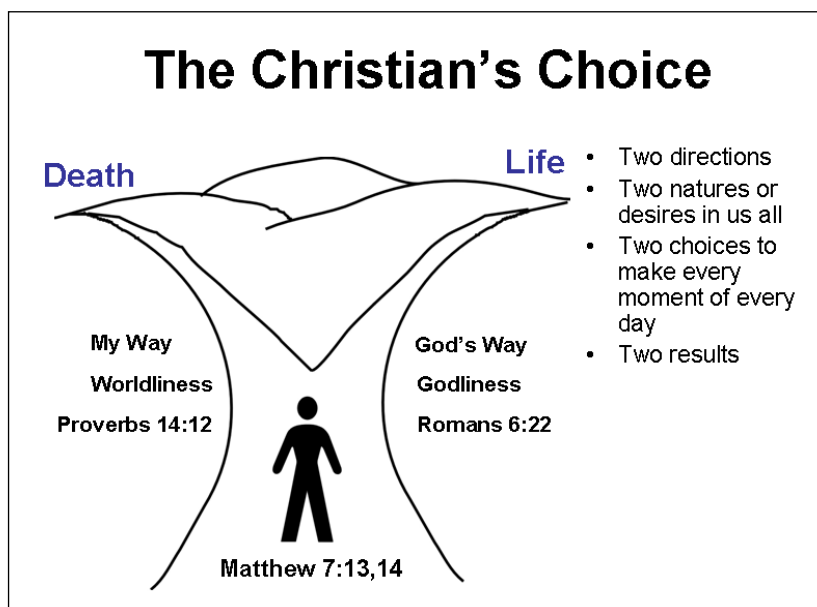 The Christian's Choice
Death
Life
My Way
Worldliness
Proverbs 14:12
God's Way
Godliness
Romans 6:22
Matthew 7:13,14
• Two directions
• Two natures or
desires in us all
• Two choices to
make every
moment of every
day
• Two results